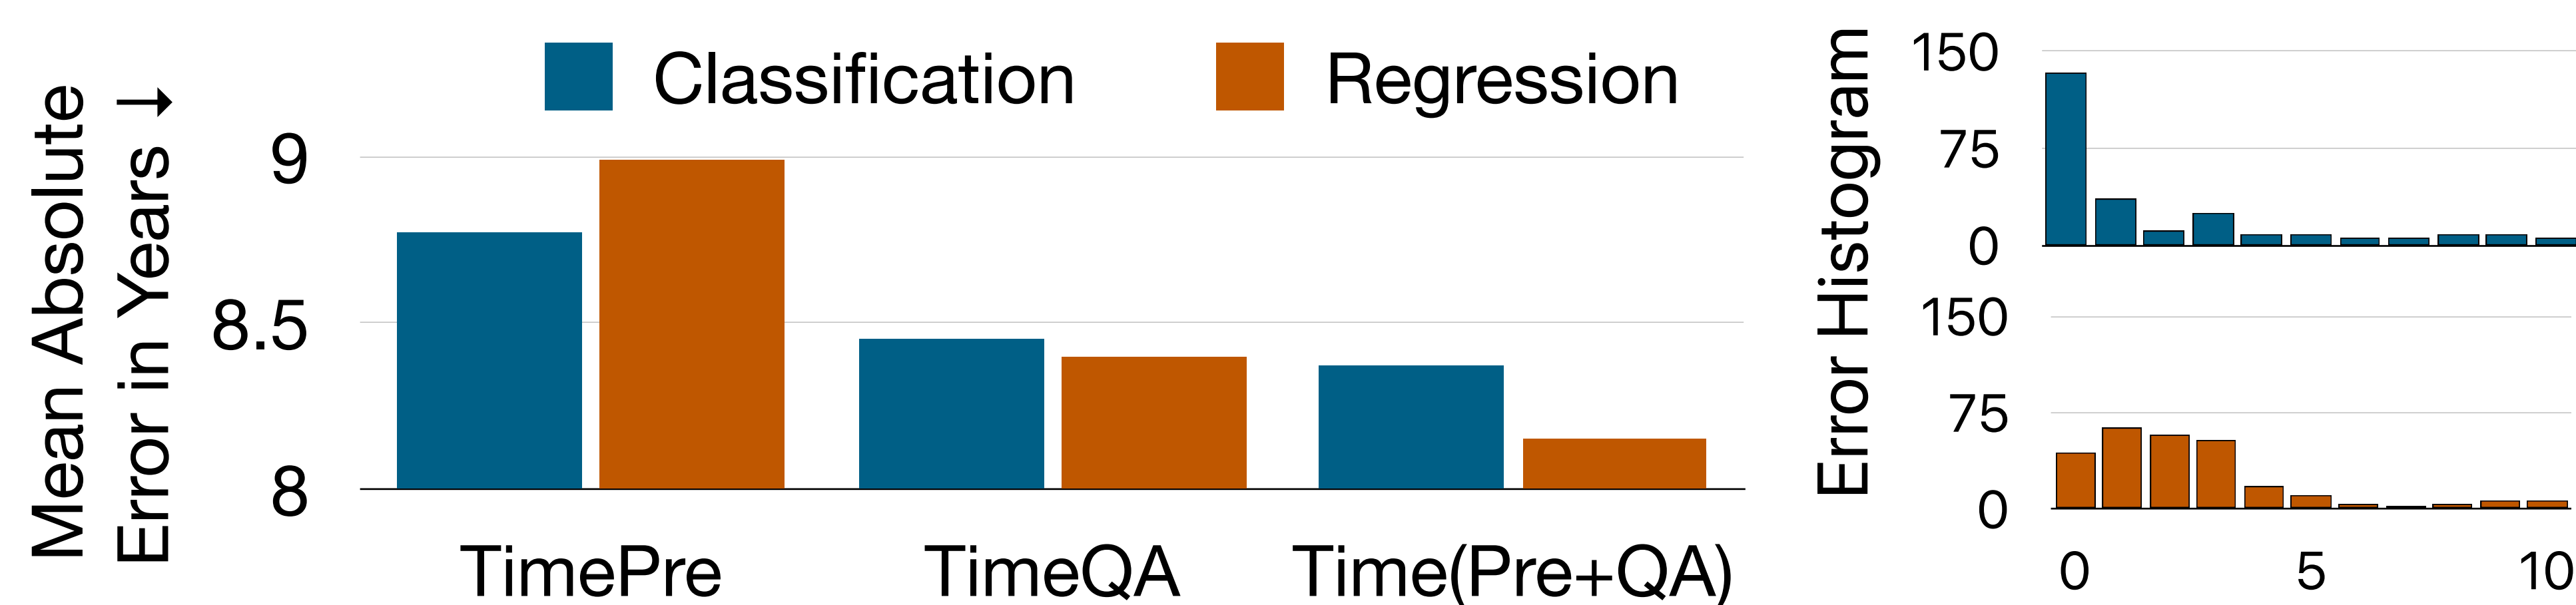 Mean Absolute
Error in Years ↓
Classification
Regression
9
8.5
8
TimePre
TimeQA
Time(Pre+QA)
Error Histogram
150
75
0
150
75
0
0
5
10